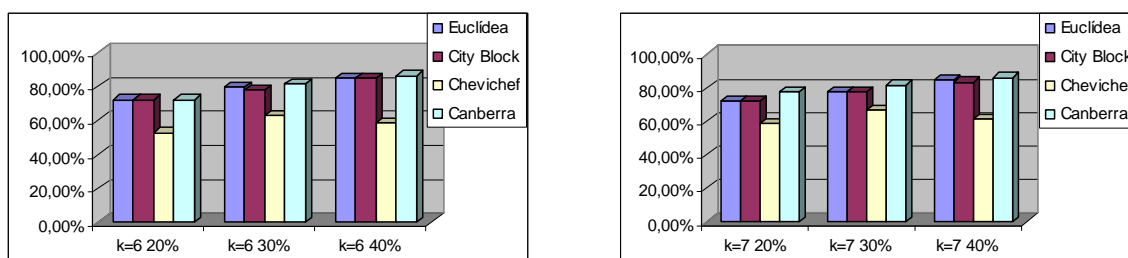 Euclídea
City Block
Chevichef
Canberra
100,00%
80,00%
60,00%
40,00%
20,00%
0,00%
k=6 20%
k=6 30%
k=6 40%
Euclídea
City Block
Chevichef
Canberra
100,00%
80,00%
60,00%
40,00%
20,00%
0,00%
k=7 20%
k=7 30%
k=7 40%